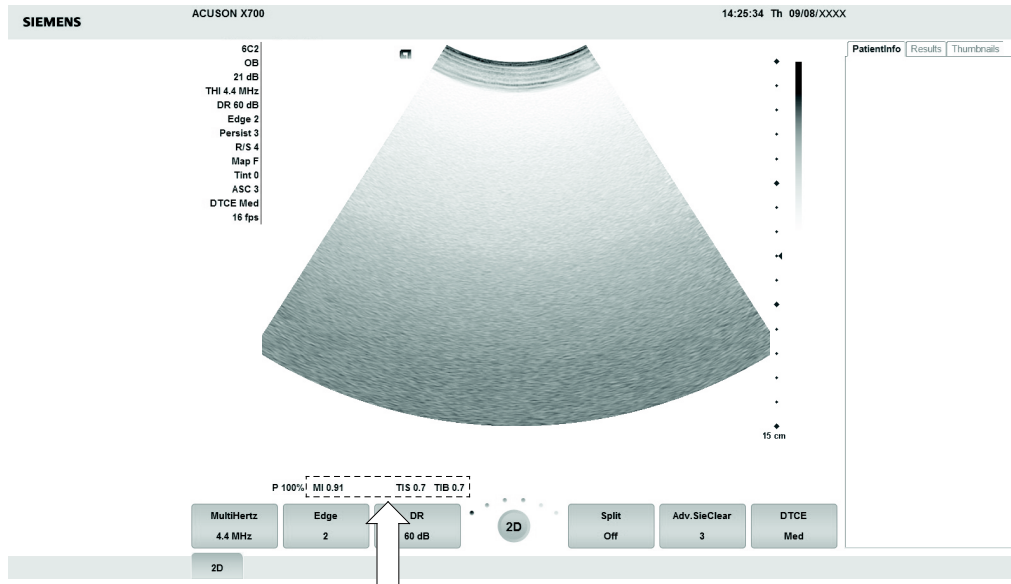 SIEMENS
ACUSON X700
14:25:34 Th 09/08/XXXX
6C2
OB
21 dB
THI 4.4 MHz
DR 60 dB
Edge 2
Persist 3
R/S 4
Map F
Tint 0
ASC 3
DTCE Med
16 fps
15 cm
PatientInfo Results Thumbnails
P 100% MI 0.91 TIS 0.7 TIB 0.7
MultiHertz Edge DR 2D Split Adv.SieClear DTCE
4.4 MHz 2 60 dB Off 3 Med
2D